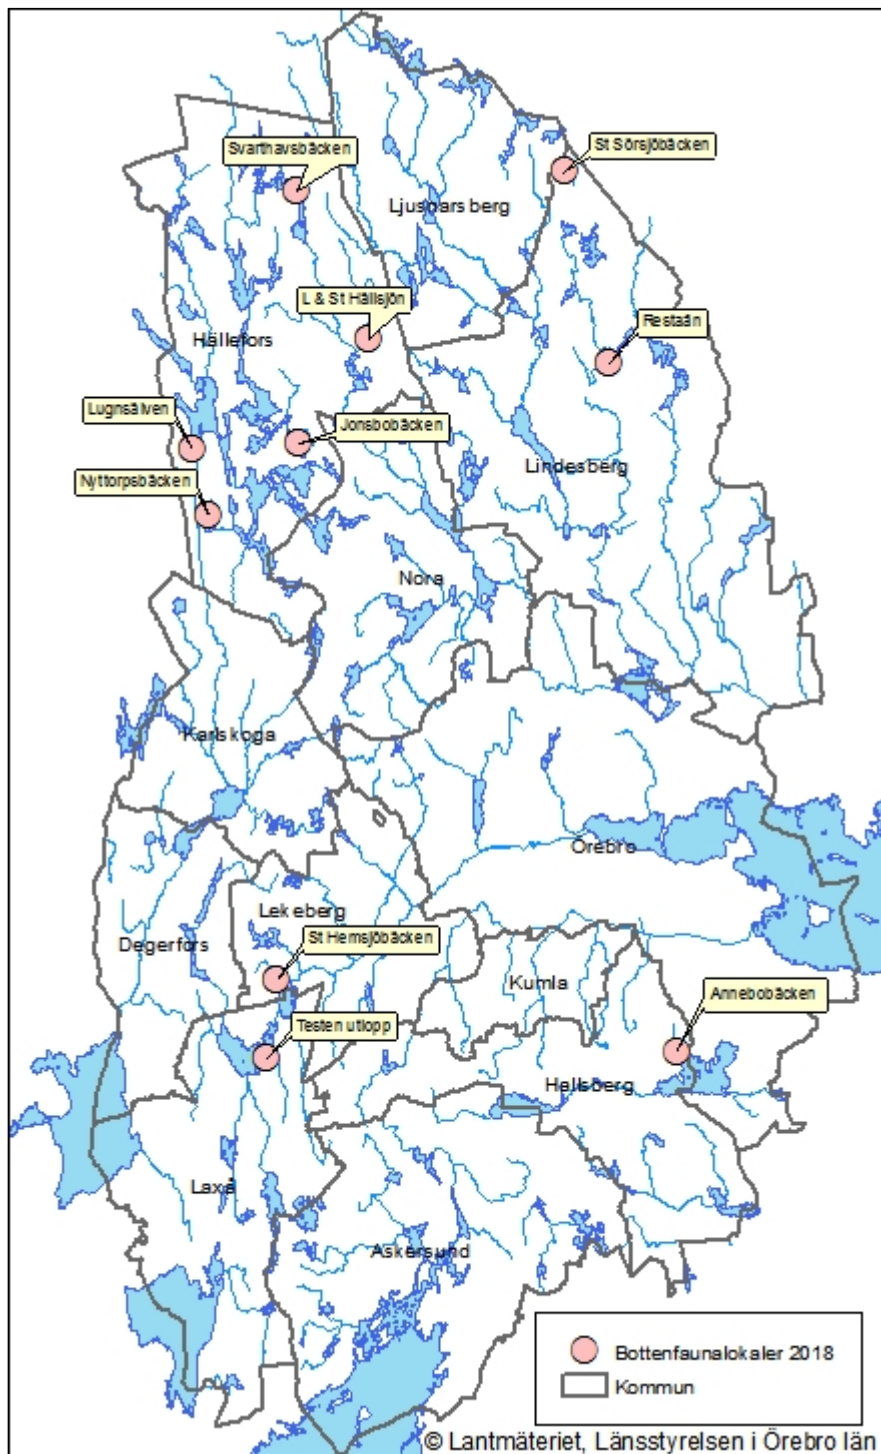 St Sörsjöbäcken
Svarthavsbäcken
Ljusnarsberg
L & St Hällsjön
Restaån
Hällefors
Lugnsälven
Jonsbobäcken
Lindesberg
Nyttorpsbäcken
Nora
Karlskoga
Örebro
Lekeberg
St Hemsjöbäcken
Degerfors
Kumla
Annebobäcken
Testen utlopp
Hallsberg
Laxå
Askersund
Bottenfaunalokaler 2018
Kommun
© Lantmäteriet, Länsstyrelsen i Örebro län